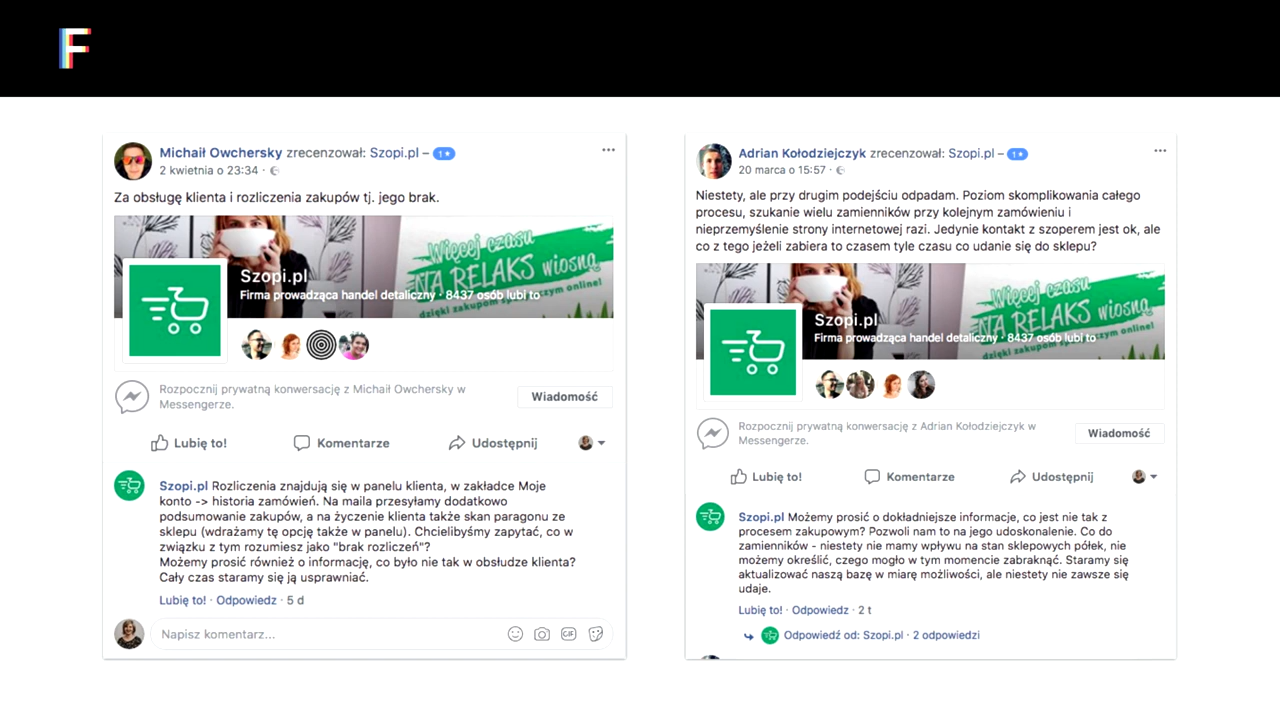 F
Michaił Owchersky zrecenzował: Szopi.pl – 1★
2 kwietnia o 23:34 ·
Za obsługę klienta i rozliczenia zakupów tj. jego brak.
Więcej czasu
NA RELAKS wiosną
dzięki zakupom spożywczym online!
Szopi.pl
Firma prowadząca handel detaliczny · 8437 osób lubi to
Rozpocznij prywatną konwersację z Michaił Owchersky w
Messengerze.
Wiadomość
Lubię to! Komentarze Udostępnij
Szopi.pl Rozliczenia znajdują się w panelu klienta, w zakładce Moje
konto -> historia zamówień. Na maila przesyłamy dodatkowo
podsumowanie zakupów, a na życzenie klienta także skan paragonu ze
sklepu (wdrażamy tę opcję także w panelu). Chcielibyśmy zapytać, co w
związku z tym rozumiesz jako "brak rozliczeń"?
Możemy prosić również o informację, co było nie tak w obsłudze klienta?
Cały czas staramy się ją usprawniać.
Lubię to! · Odpowiedz · 5 d
Napisz komentarz...
GIF
Adrian Kołodziejczyk zrecenzował: Szopi.pl – 1★
20 marca o 15:57 ·
Niestety, ale przy drugim podejściu odpadam. Poziom skomplikowania całego
procesu, szukanie wielu zamienników przy kolejnym zamówieniu i
nieprzemyślenie strony internetowej razi. Jedynie kontakt z szoperem jest ok, ale
co z tego jeżeli zabiera to czasem tyle czasu co udanie się do sklepu?
Więcej czasu
NA RELAKS wiosną
dzięki zakupom spożywczym online!
Szopi.pl
Firma prowadząca handel detaliczny · 8437 osób lubi to
Rozpocznij prywatną konwersację z Adrian Kołodziejczyk w
Messengerze.
Wiadomość
Lubię to! Komentarze Udostępnij
Szopi.pl Możemy prosić o dokładniejsze informacje, co jest nie tak z
procesem zakupowym? Pozwoli nam to na jego udoskonalenie. Co do
zamienników - niestety nie mamy wpływu na stan sklepowych półek, nie
możemy określić, czego mogło w tym momencie zabraknąć. Staramy się
aktualizować naszą bazę w miarę możliwości, ale niestety nie zawsze się
udaje.
Lubię to! · Odpowiedz · 2 t
Odpowiedź od: Szopi.pl · 2 odpowiedzi